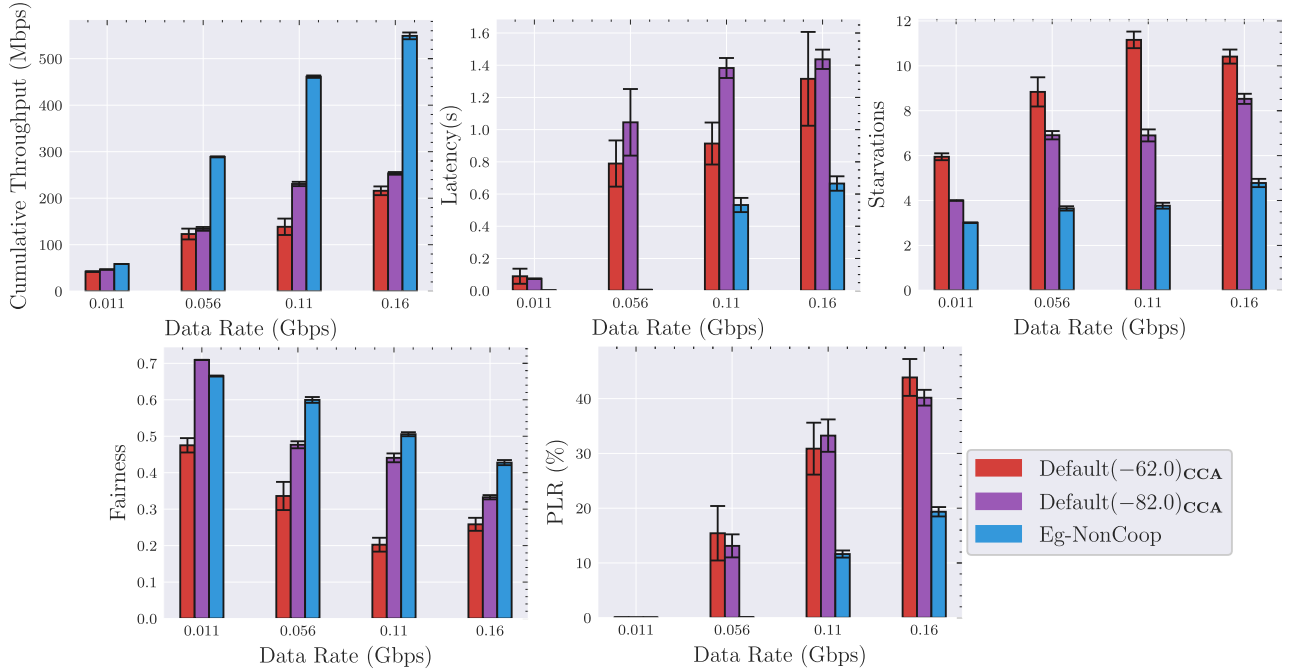 Cumulative Throughput (Mbps)
500
400
300
200
100
0
0.011 0.056 0.11 0.16
Data Rate (Gbps)
Latency(s)
1.6
1.4
1.2
1.0
0.8
0.6
0.4
0.2
0.0
0.011 0.056 0.11 0.16
Data Rate (Gbps)
Starvations
12
10
8
6
4
2
0
0.011 0.056 0.11 0.16
Data Rate (Gbps)
Fairness
0.7
0.6
0.5
0.4
0.3
0.2
0.1
0.0
0.011 0.056 0.11 0.16
Data Rate (Gbps)
PLR (%)
40
30
20
10
0
0.011 0.056 0.11 0.16
Data Rate (Gbps)
Default(−62.0)CCA
Default(−82.0)CCA
Eg-NonCoop